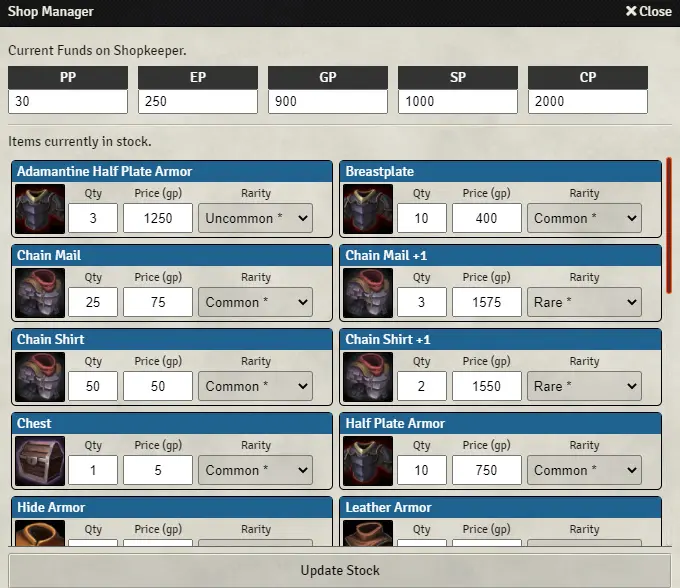 Shop Manager
Close
Current Funds on Shopkeeper.
PP EP GP SP CP
30 250 900 1000 2000
Items currently in stock.
Adamantine Half Plate Armor
Qty Price (gp) Rarity
3 1250 Uncommon *
Breastplate
Qty Price (gp) Rarity
10 400 Common *
Chain Mail
Qty Price (gp) Rarity
25 75 Common *
Chain Mail +1
Qty Price (gp) Rarity
3 1575 Rare *
Chain Shirt
Qty Price (gp) Rarity
50 50 Common *
Chain Shirt +1
Qty Price (gp) Rarity
2 1550 Rare *
Chest
Qty Price (gp) Rarity
1 5 Common *
Half Plate Armor
Qty Price (gp) Rarity
10 750 Common *
Hide Armor
Qty Price (gp) Rarity
Leather Armor
Qty Price (gp) Rarity
Update Stock